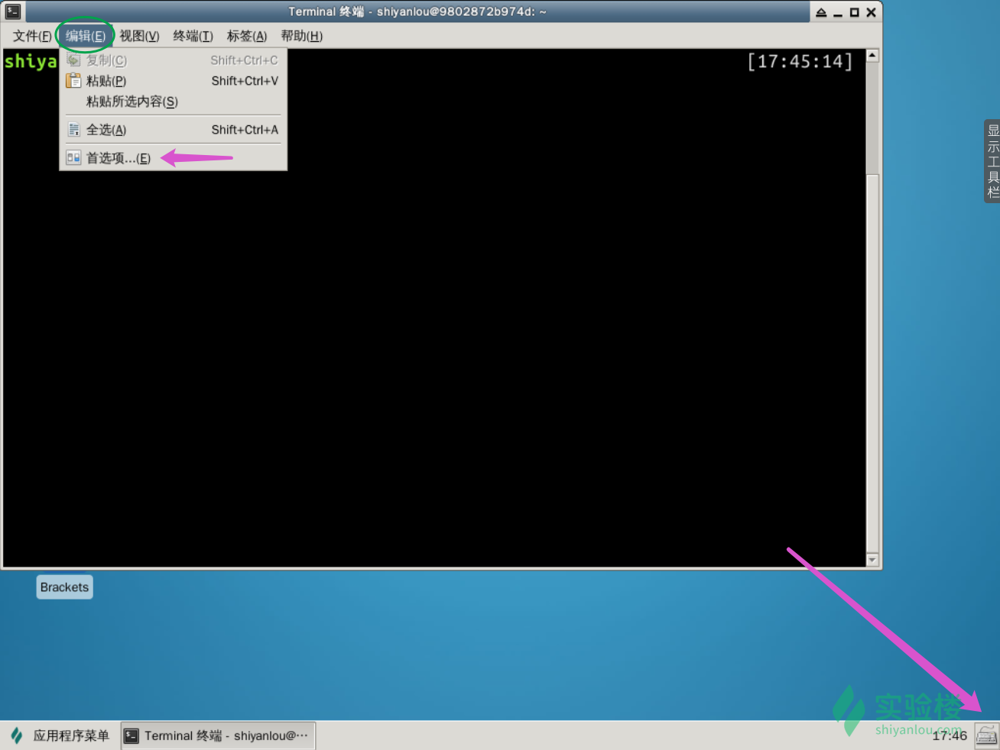 Terminal 终端 - shiyanlou@9802872b974d: ~
文件(F) 编辑(E) 视图(V) 终端(T) 标签(A) 帮助(H)
shiya [17:45:14]
复制(C) Shift+Ctrl+C
粘贴(P) Shift+Ctrl+V
粘贴所选内容(S)
全选(A) Shift+Ctrl+A
首选项...(E)
显示工具栏
Brackets
实验楼
shiyanlou.com
应用程序菜单 Terminal 终端 - shiyanlou@··· 17:46